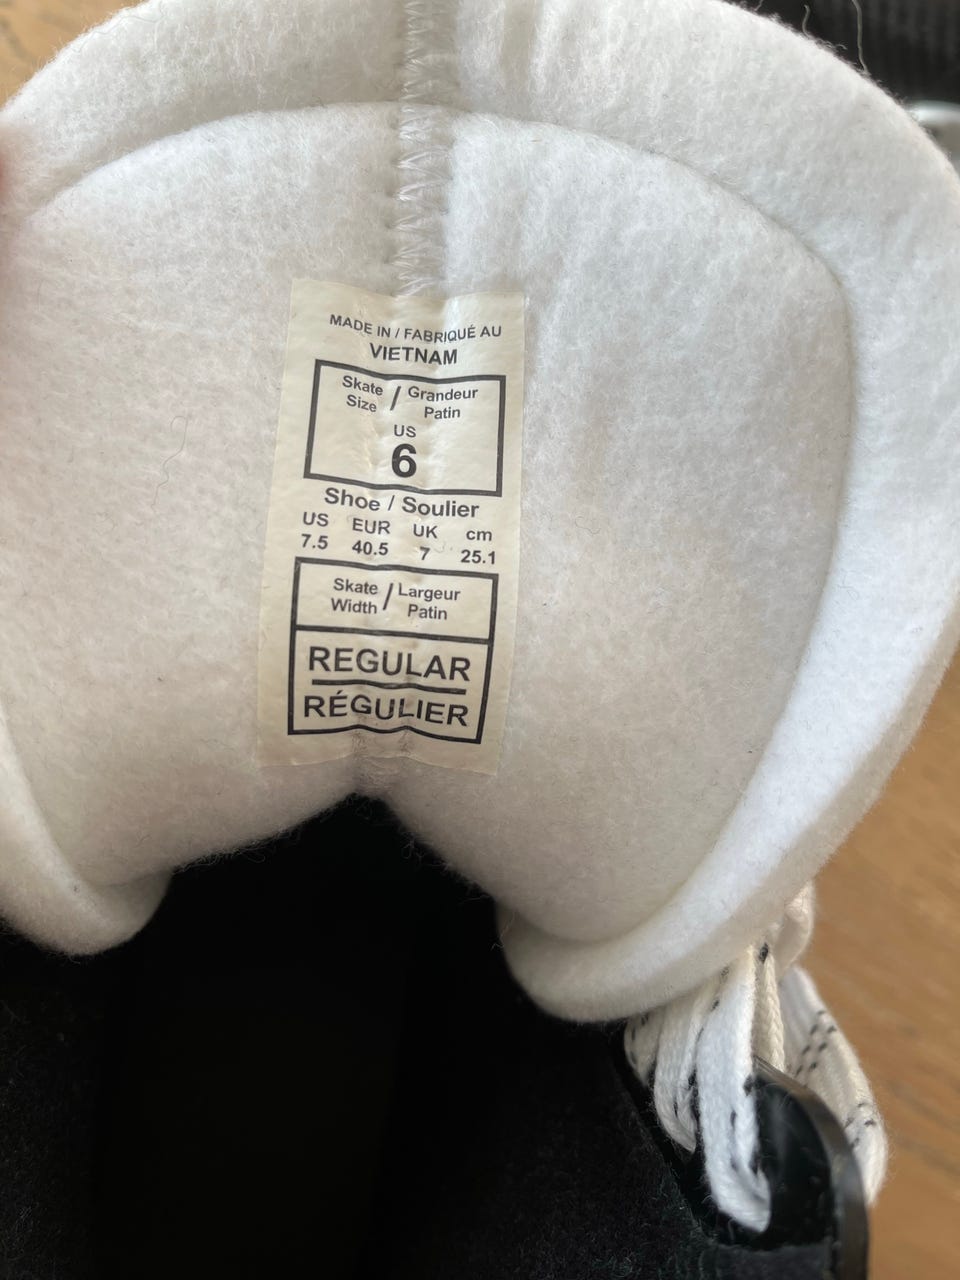 MADE IN / FABRIQUÉ AU
VIETNAM
Skate Size / Grandeur Patin
US
6
Shoe / Soulier
US EUR UK cm
7.5 40.5 7 25.1
Skate Width / Largeur Patin
REGULAR
RÉGULIER